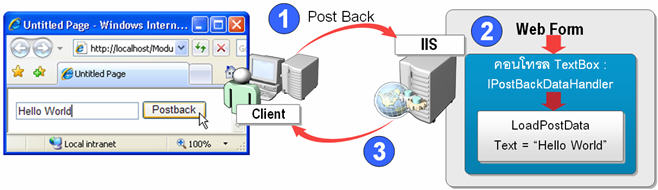 Untitled Page - Windows Intern
http://localhost/Modu
Untitled Page
Hello World
Postback
Local intranet
100%
1
Post Back
Client
IIS
3
2
Web Form
คอนโทรล TextBox :
IPostBackDataHandler
LoadPostData
Text = “Hello World”